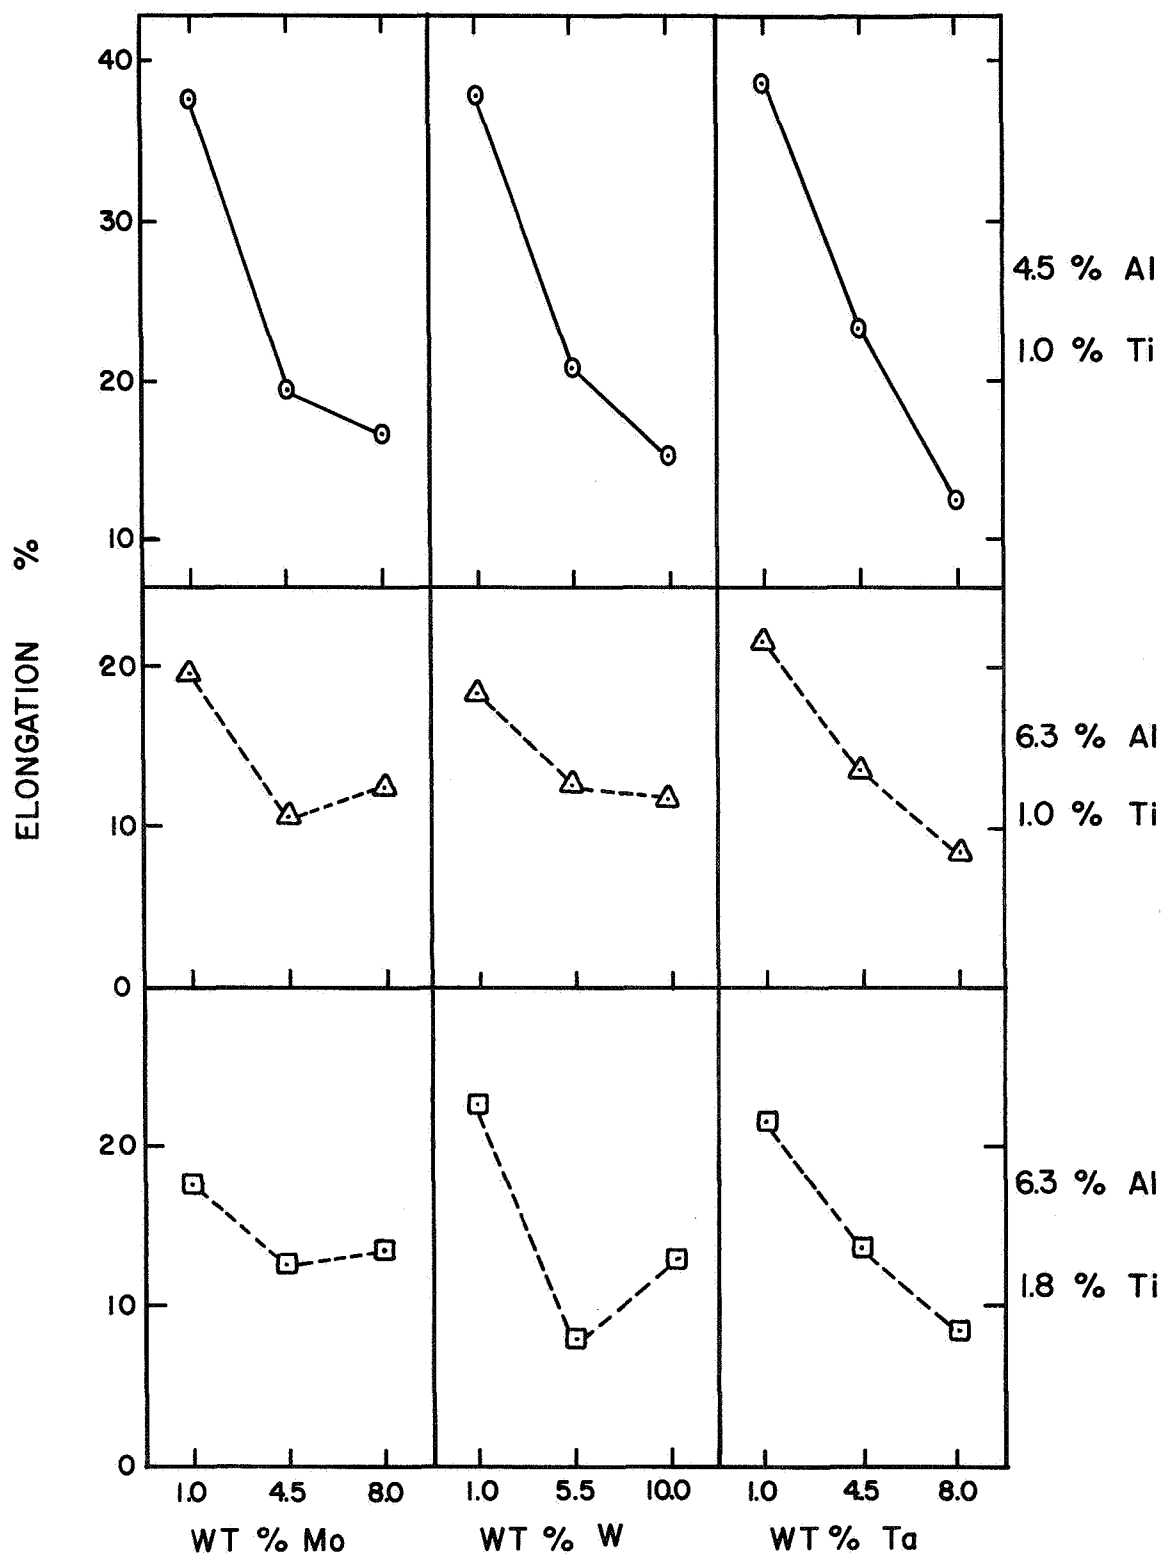 40
30
20
10
4.5 % Al
1.0 % Ti
ELONGATION %
20
10
0
6.3 % Al
1.0 % Ti
20
10
0
6.3 % Al
1.8 % Ti
1.0 4.5 8.0 1.0 5.5 10.0 1.0 4.5 8.0
WT % Mo WT % W WT % Ta